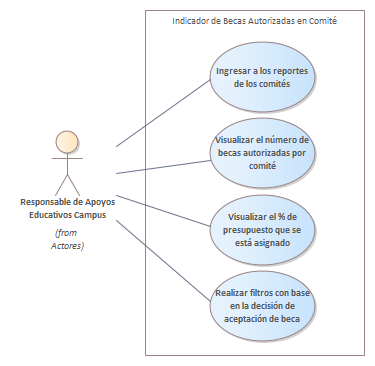 Indicador de Becas Autorizadas en Comité
Ingresar a los reportes
de los comités
Visualizar el número de
becas autorizadas por
comité
Responsable de Apoyos
Educativos Campus
(from
Actores)
Visualizar el % de
presupuesto que se
está asignado
Realizar filtros con base
en la decisión de
aceptación de beca